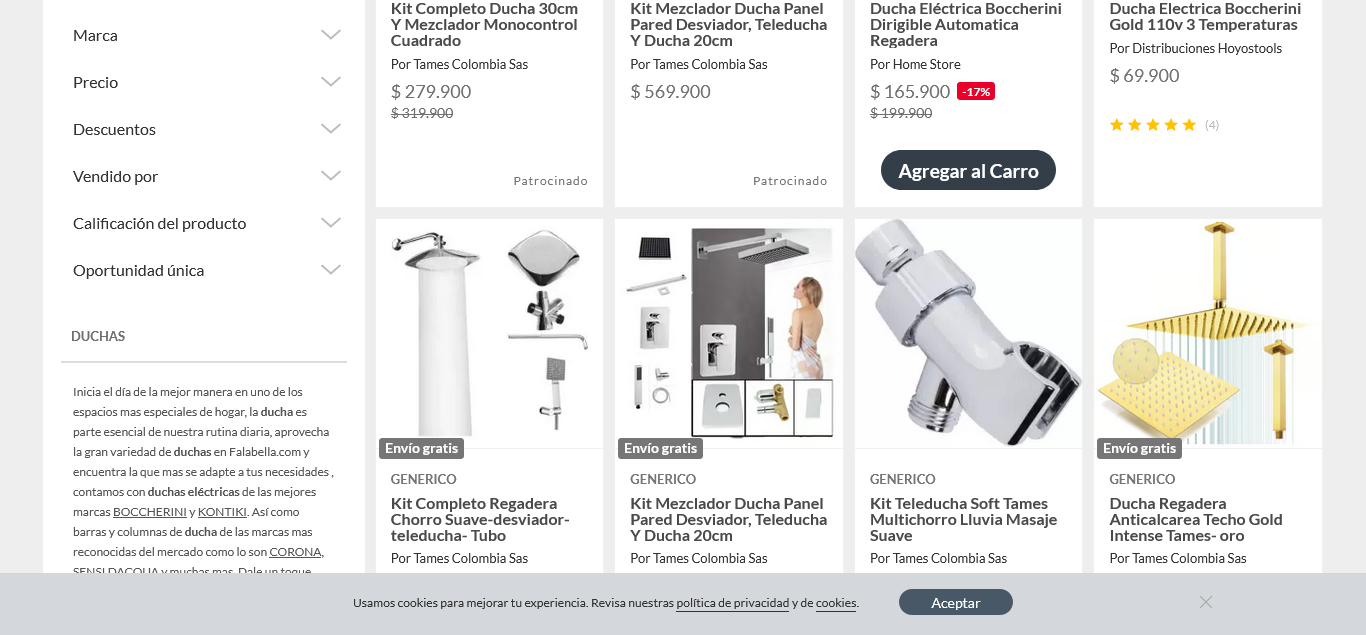 Marca
Precio
Descuentos
Vendido por
Calificación del producto
Oportunidad única
DUCHAS
Inicia el día de la mejor manera en uno de los
espacios mas especiales de hogar, la ducha es
parte esencial de nuestra rutina diaria, aprovecha
la gran variedad de duchas en Falabella.com y
encuentra la que mas se adapte a tus necesidades ,
contamos con duchas eléctricas de las mejores
marcas BOCCHERINI y KONTIKI. Así como
barras y columnas de ducha de las marcas mas
reconocidas del mercado como lo son CORONA,
SENSI DACQUA y muchas mas. Dale un toque
Kit Completo Ducha 30cm
Y Mezclador Monocontrol
Cuadrado
Por Tames Colombia Sas
$ 279.900
$ 319.900
Patrocinado
Kit Mezclador Ducha Panel
Pared Desviador, Teleducha
Y Ducha 20cm
Por Tames Colombia Sas
$ 569.900
Patrocinado
Ducha Eléctrica Boccherini
Dirigible Automatica
Regadera
Por Home Store
$ 165.900 -17%
$ 199.900
Agregar al Carro
Ducha Electrica Boccherini
Gold 110v 3 Temperaturas
Por Distribuciones Hoyostools
$ 69.900
(4)
Envío gratis
GENERICO
Kit Completo Regadera
Chorro Suave-desviador-
teleducha- Tubo
Por Tames Colombia Sas
Envío gratis
GENERICO
Kit Mezclador Ducha Panel
Pared Desviador, Teleducha
Y Ducha 20cm
Por Tames Colombia Sas
GENERICO
Kit Teleducha Soft Tames
Multichorro Lluvia Masaje
Suave
Por Tames Colombia Sas
Envío gratis
GENERICO
Ducha Regadera
Anticalcarea Techo Gold
Intense Tames- oro
Por Tames Colombia Sas
Usamos cookies para mejorar tu experiencia. Revisa nuestras política de privacidad y de cookies.
Aceptar